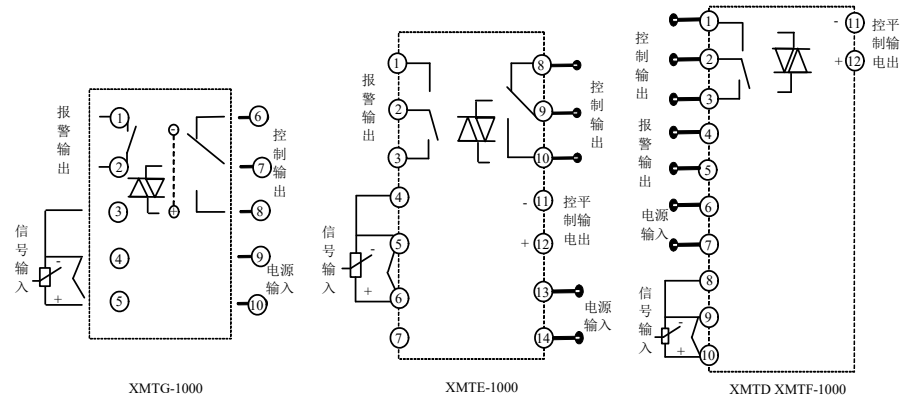 报警输出
信号输入
1
2
3
4
5
-
+
-
+
6
7
8
9
10
控制输出
电源输入
XMTG-1000
报警输出
信号输入
1
2
3
4
5
6
7
-
+
8
9
10
11
12
13
14
控制输出
-
+
控平
制输
电出
电源
输入
XMTE-1000
控制输出
报警输出
电源
输入
信号输入
1
2
3
4
5
6
7
8
9
10
-
+
- 11
+ 12
控平
制输
电出
XMTD XMTF-1000